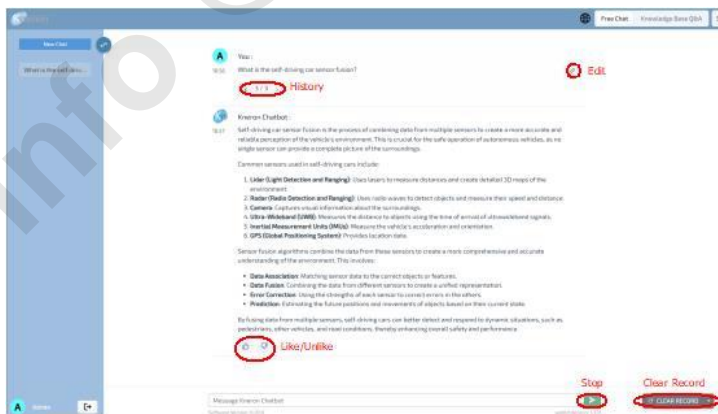 Free Chat Knowledge Base Q&A
New Chat
What is the self-driv...
A You :
What is the self-driving car sensor fusion?
Edit
History
Kneron Chatbot :
Self-driving car sensor fusion is the process of combining data from multiple sensors to create a more accurate and
reliable perception of the vehicle's environment. This is crucial for the safe operation of autonomous vehicles, as no
single sensor can provide a complete picture of the surroundings.
Common sensors used in self-driving cars include:
1. Lidar (Light Detection and Ranging): Uses lasers to measure distances and create detailed 3D maps of the
environment.
2. Radar (Radio Detection and Ranging): Uses radio waves to detect objects and measure their speed and distance.
3. Camera: Captures visual information about the surroundings.
4. Ultra-Wideband (UWB): Measures the distance to objects using the time of arrival of ultrawideband signals.
5. Inertial Measurement Units (IMUs): Measure the vehicle's acceleration and orientation.
6. GPS (Global Positioning System): Provides location data.
Sensor fusion algorithms combine the data from these sensors to create a more comprehensive and accurate
understanding of the environment. This involves:
• Data Association: Matching sensor data to the correct objects or features.
• Data Fusion: Combining the data from different sensors to create a unified representation.
• Error Correction: Using the strengths of each sensor to correct errors in the others.
• Prediction: Estimating the future positions and movements of objects based on their current state.
By fusing data from multiple sensors, self-driving cars can better detect and respond to dynamic situations, such as
pedestrians, other vehicles, and road conditions, thereby enhancing overall safety and performance.
Like/Unlike
Stop
Clear Record
Message Kneron Chatbot
CLEAR RECORD
A
info